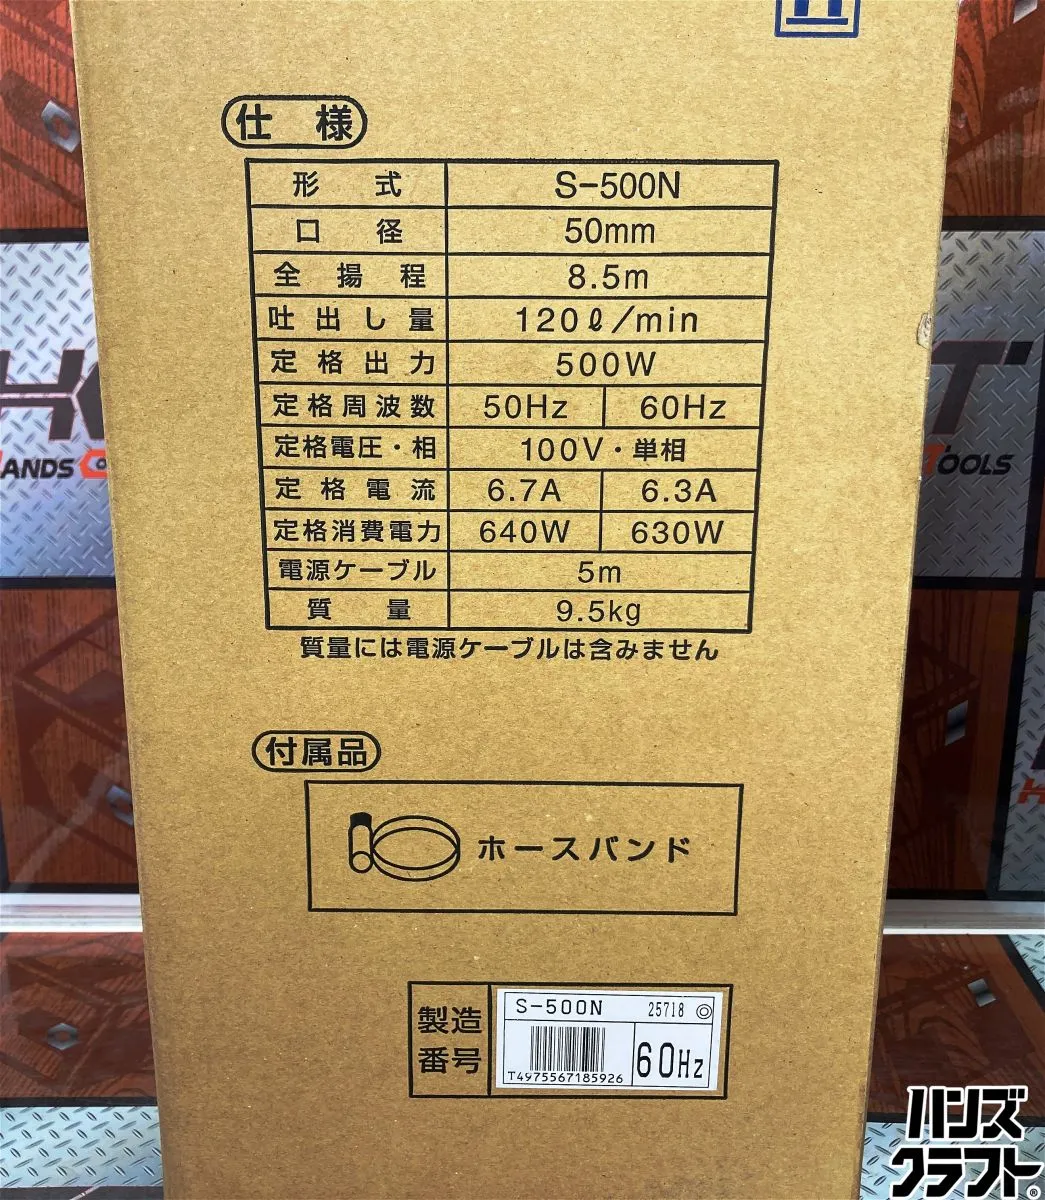 仕様
形式 S-500N
口径 50mm
全揚程 8.5m
吐出し量 120ℓ/min
定格出力 500W
定格周波数 50Hz 60Hz
定格電圧・相 100V・単相
定格電流 6.7A 6.3A
定格消費電力 640W 630W
電源ケーブル 5m
質量 9.5kg
質量には電源ケーブルは含みません
付属品
ホースバンド
製造番号
S-500N 25718 ◎
T4975567185926
60Hz
ANDS
TOOLS
ハンズ
クラフト®